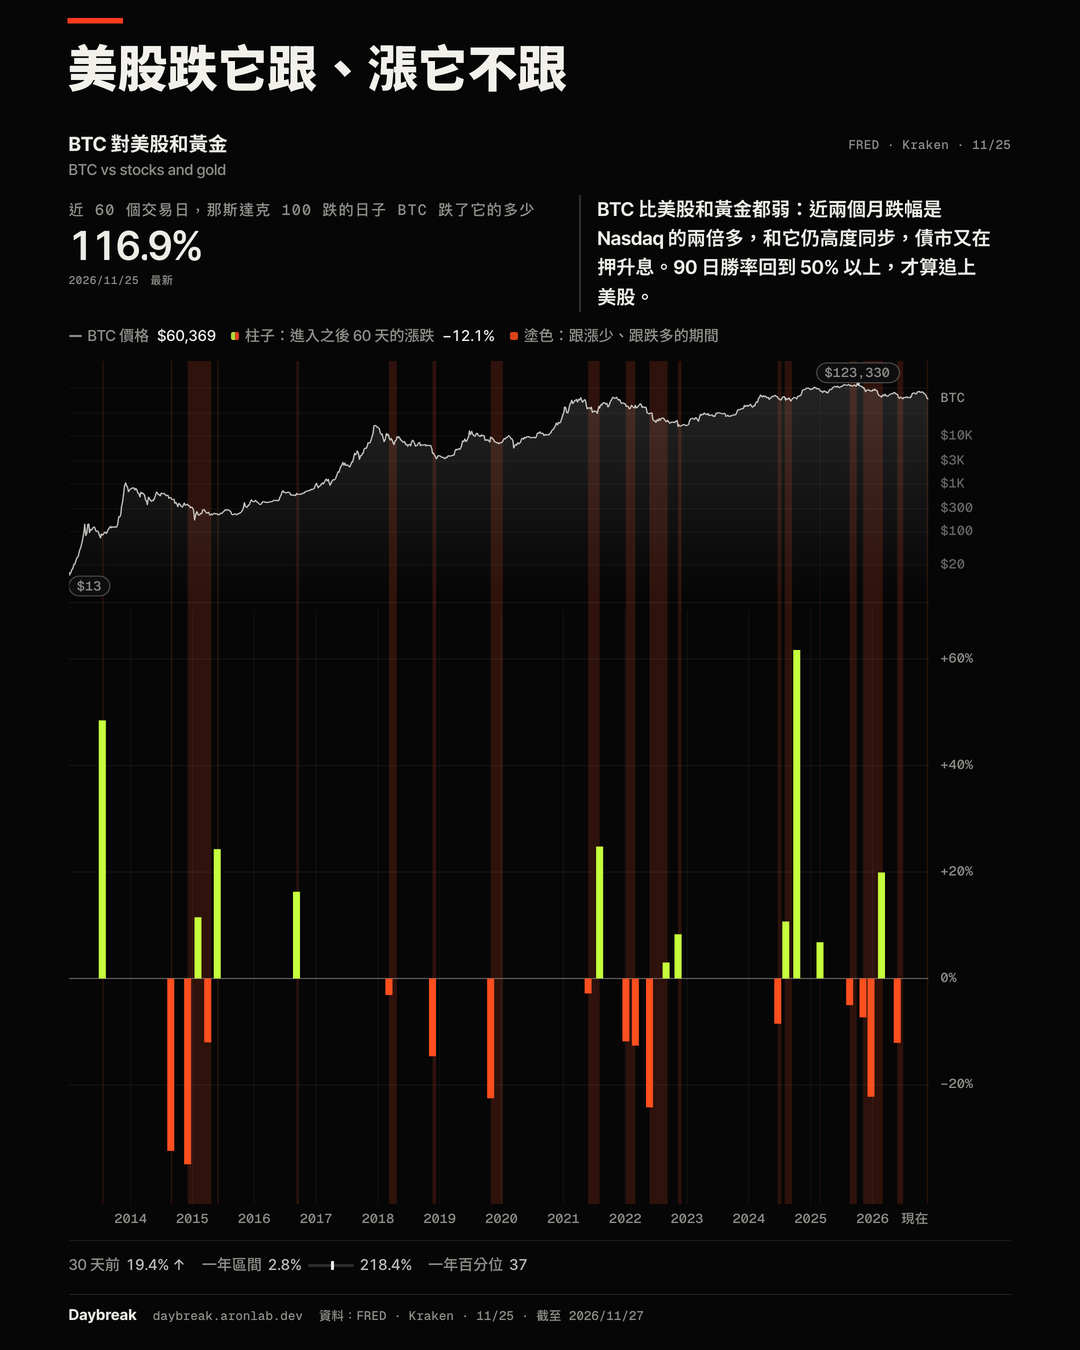 美股跌它跟、漲它不跟
BTC 對美股和黃金
BTC vs stocks and gold
FRED · Kraken · 11/25
近 60 個交易日，那斯達克 100 跌的日子 BTC 跌了它的多少
116.9%
2026/11/25 最新
BTC 比美股和黃金都弱：近兩個月跌幅是
Nasdaq 的兩倍多，和它仍高度同步，債市又在
押升息。90 日勝率回到 50% 以上，才算追上
美股。
BTC 價格 $60,369 柱子：進入之後 60 天的漲跌 −12.1% 塗色：跟漲少、跟跌多的期間
$123,330
BTC
$10K
$3K
$1K
$300
$100
$20
$13
+60%
+40%
+20%
0%
−20%
2014 2015 2016 2017 2018 2019 2020 2021 2022 2023 2024 2025 2026 現在
30 天前 19.4% ↑ 一年區間 2.8% 218.4% 一年百分位 37
Daybreak daybreak.aronlab.dev 資料：FRED · Kraken · 11/25 · 截至 2026/11/27